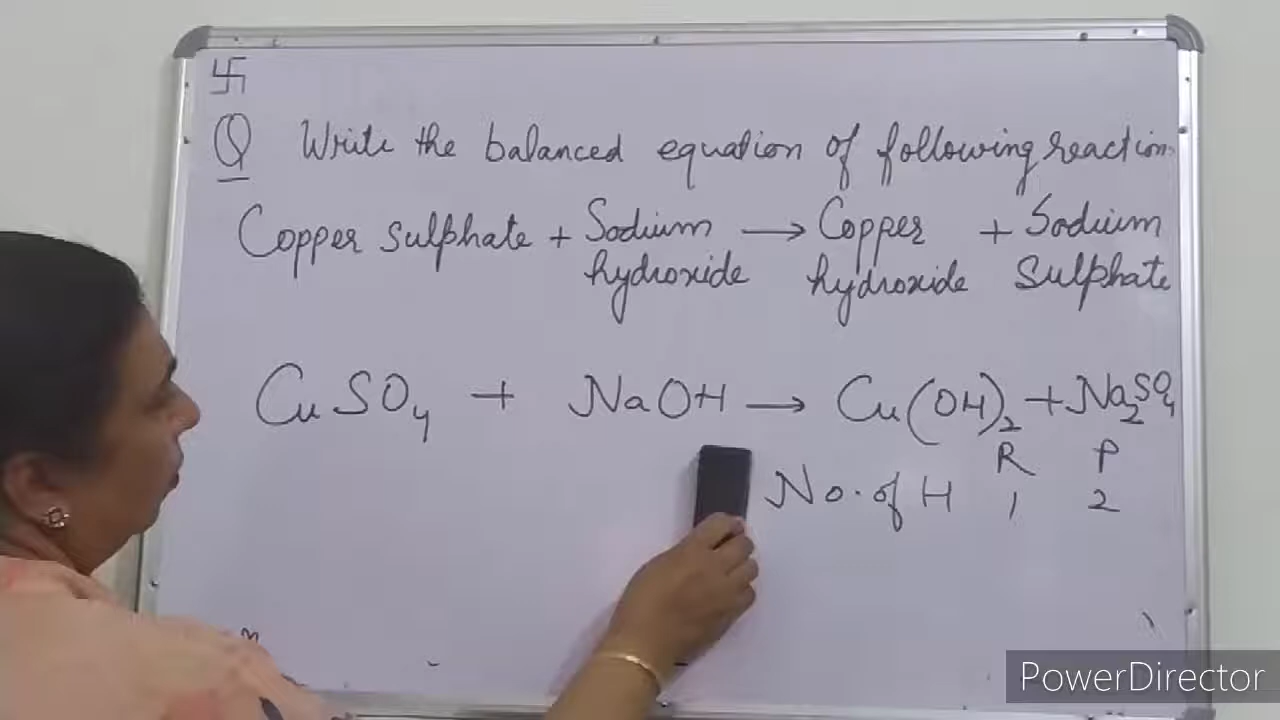 卐
Q Write the balanced equation of following reaction.
Copper sulphate + Sodium hydroxide → Copper hydroxide + Sodium Sulphate
CuSO₄ + NaOH → Cu(OH)₂ + Na₂SO₄
R P
No. of H 1 2
PowerDirector